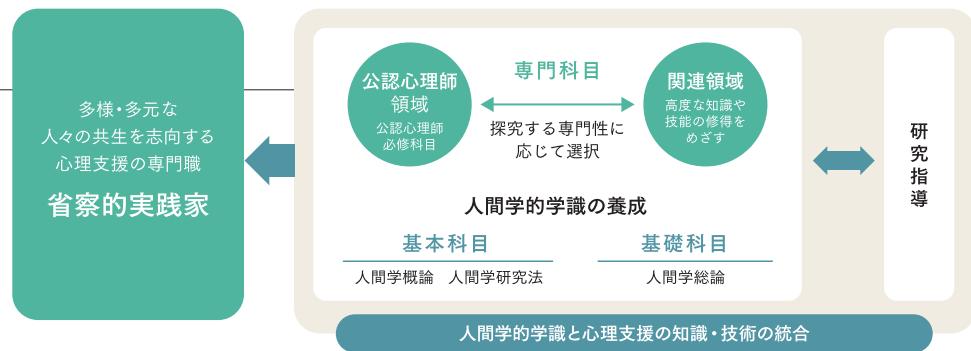 多様・多元な
人々の共生を志向する
心理支援の専門職
省察的実践家
公認心理師
領域
公認心理師
必修科目
専門科目
探究する専門性に
応じて選択
関連領域
高度な知識や
技能の修得を
めざす
人間学的学識の養成
基本科目
人間学概論 人間学研究法
基礎科目
人間学総論
研究指導
人間学的学識と心理支援の知識・技術の統合